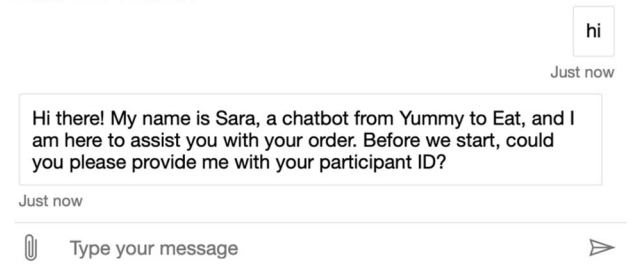 hi
Just now
Hi there! My name is Sara, a chatbot from Yummy to Eat, and I
am here to assist you with your order. Before we start, could
you please provide me with your participant ID?
Just now
Type your message